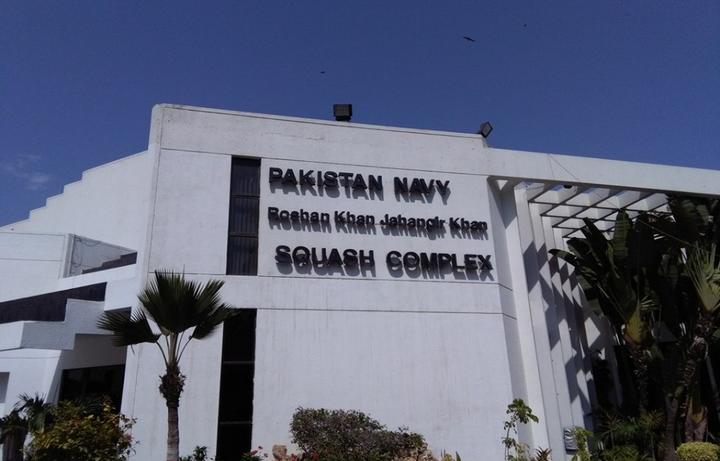 PAKISTAN NAVY
Roshan Khan Jahangir Khan
SQUASH COMPLEX